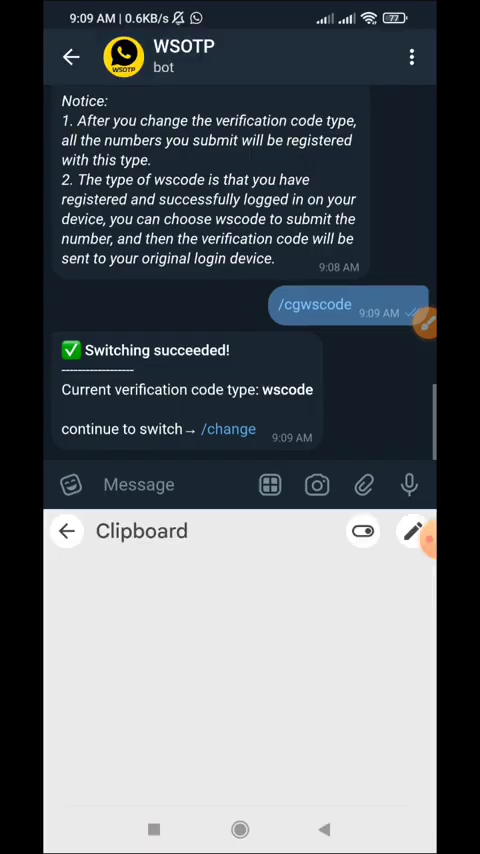 9:09 AM | 0.6KB/s
77
WSOTP
WSOTP
bot
Notice:
1. After you change the verification code type,
all the numbers you submit will be registered
with this type.
2. The type of wscode is that you have
registered and successfully logged in on your
device, you can choose wscode to submit the
number, and then the verification code will be
sent to your original login device.
9:08 AM
/cgwscode 9:09 AM
✅ Switching succeeded!
------------------
Current verification code type: wscode
continue to switch→ /change
9:09 AM
Message
Clipboard